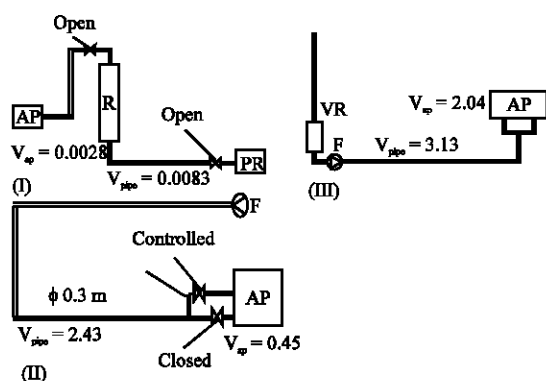 Open
AP
R
Open
V_ap = 0.0028
PR
V_pipe = 0.0083
(I)
VR
F
V_ap = 2.04
AP
V_pipe = 3.13
(III)
F
Controlled
ϕ 0.3 m
AP
V_pipe = 2.43
Closed
V_ap = 0.45
(II)